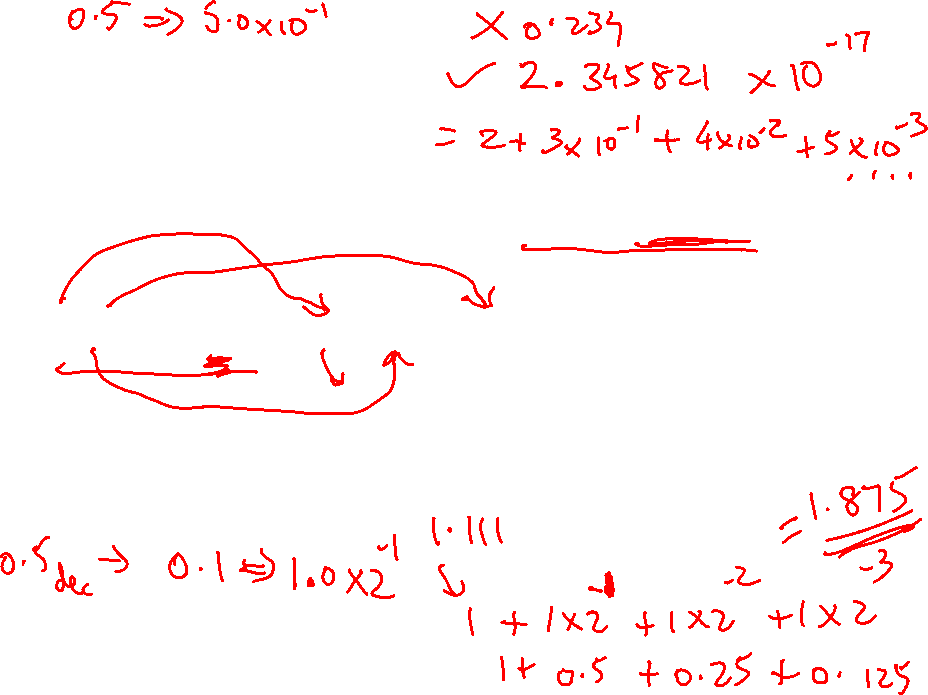 0.5 ⇒ 5.0×10⁻¹
× 0.234
✓ 2.345821 × 10⁻¹⁷
= 2 + 3×10⁻¹ + 4×10⁻² + 5×10⁻³ ....
= 1.875
1.111
0.5dec → 0.1 ⇒ 1.0×2⁻¹
1 + 1×2⁻¹ + 1×2⁻² + 1×2⁻³
1 + 0.5 + 0.25 + 0.125